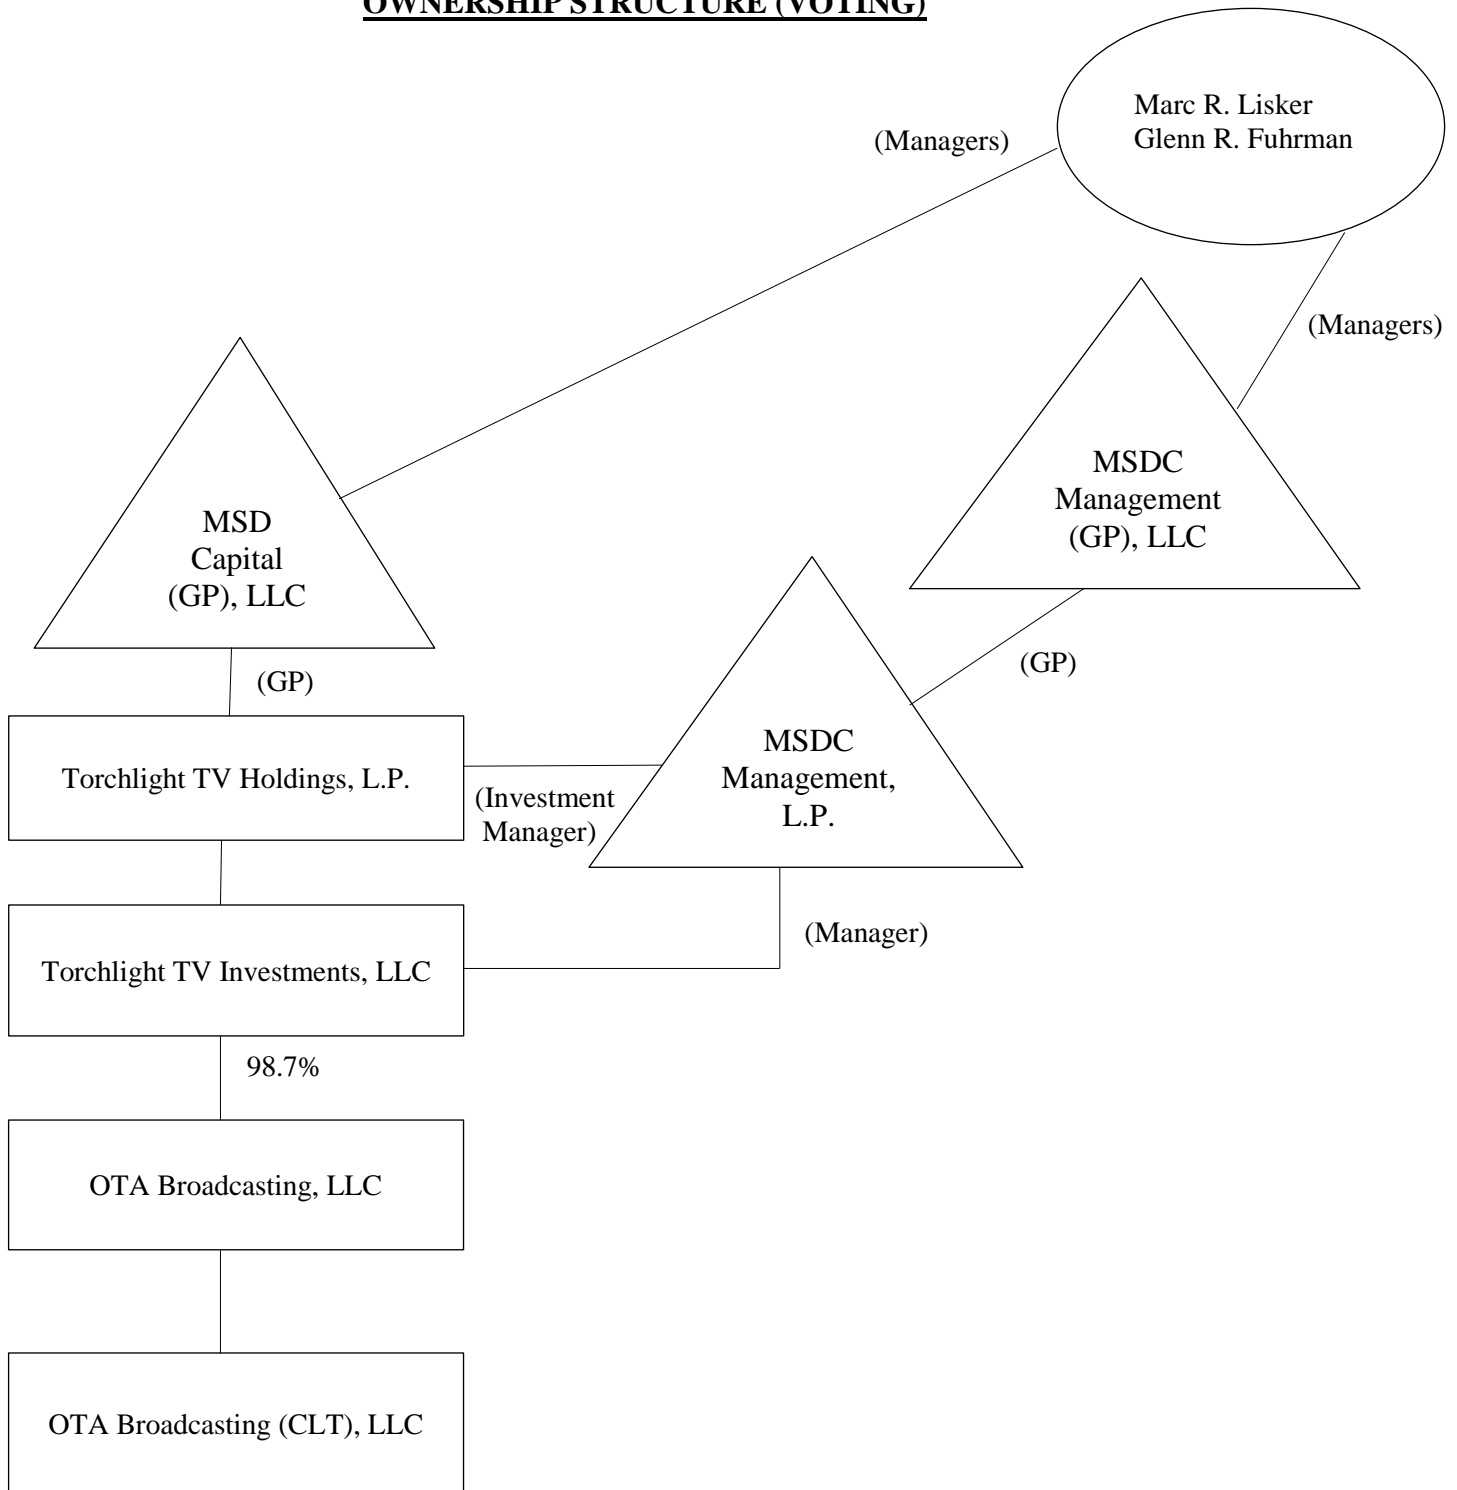 OWNERSHIP STRUCTURE (VOTING)
Marc R. Lisker
Glenn R. Fuhrman
(Managers)
(Managers)
MSDC
Management
(GP), LLC
MSD
Capital
(GP), LLC
(GP)
(GP)
MSDC
Management,
L.P.
Torchlight TV Holdings, L.P.
(Investment
Manager)
(Manager)
Torchlight TV Investments, LLC
98.7%
OTA Broadcasting, LLC
OTA Broadcasting (CLT), LLC